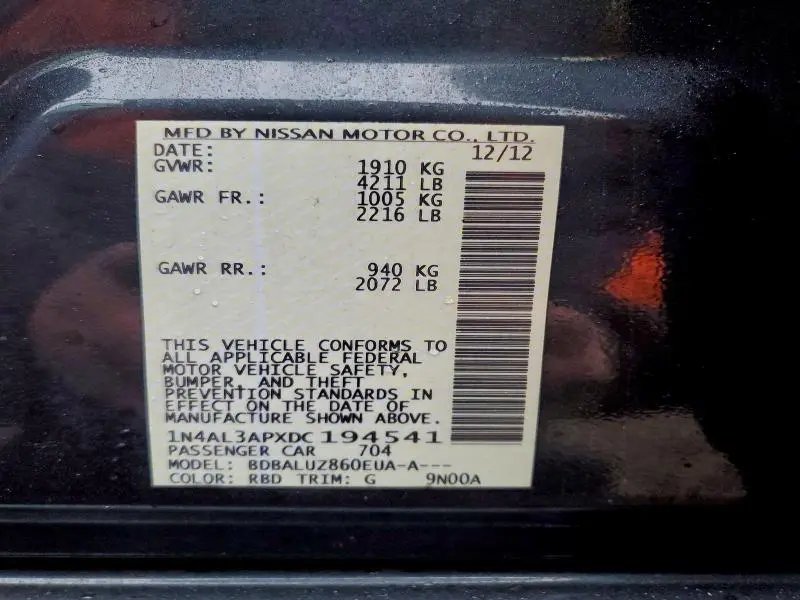 MFD BY NISSAN MOTOR CO., LTD.
DATE: 12/12
GVWR: 1910 KG
4211 LB
GAWR FR.: 1005 KG
2216 LB
GAWR RR.: 940 KG
2072 LB
THIS VEHICLE CONFORMS TO
ALL APPLICABLE FEDERAL
MOTOR VEHICLE SAFETY,
BUMPER, AND THEFT
PREVENTION STANDARDS IN
EFFECT ON THE DATE OF
MANUFACTURE SHOWN ABOVE.
1N4AL3APXDC194541
PASSENGER CAR 704
MODEL: BDBALUZ860EUA-A---
COLOR: RBD TRIM: G 9N00A